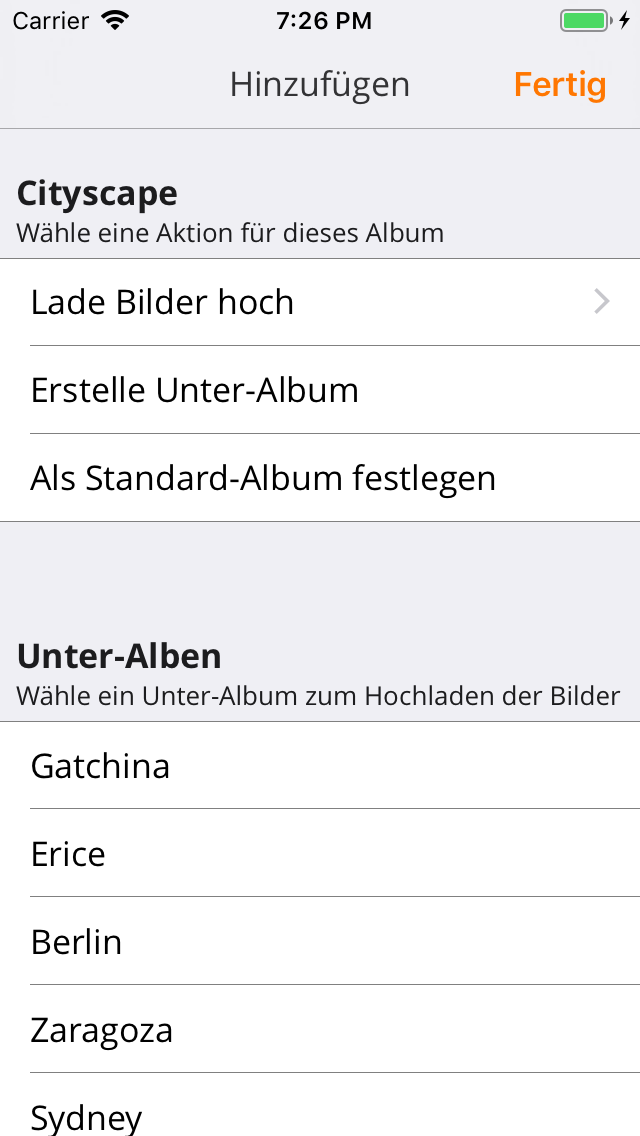 Carrier 7:26 PM
Hinzufügen Fertig
Cityscape
Wähle eine Aktion für dieses Album
Lade Bilder hoch
Erstelle Unter-Album
Als Standard-Album festlegen
Unter-Alben
Wähle ein Unter-Album zum Hochladen der Bilder
Gatchina
Erice
Berlin
Zaragoza
Sydney